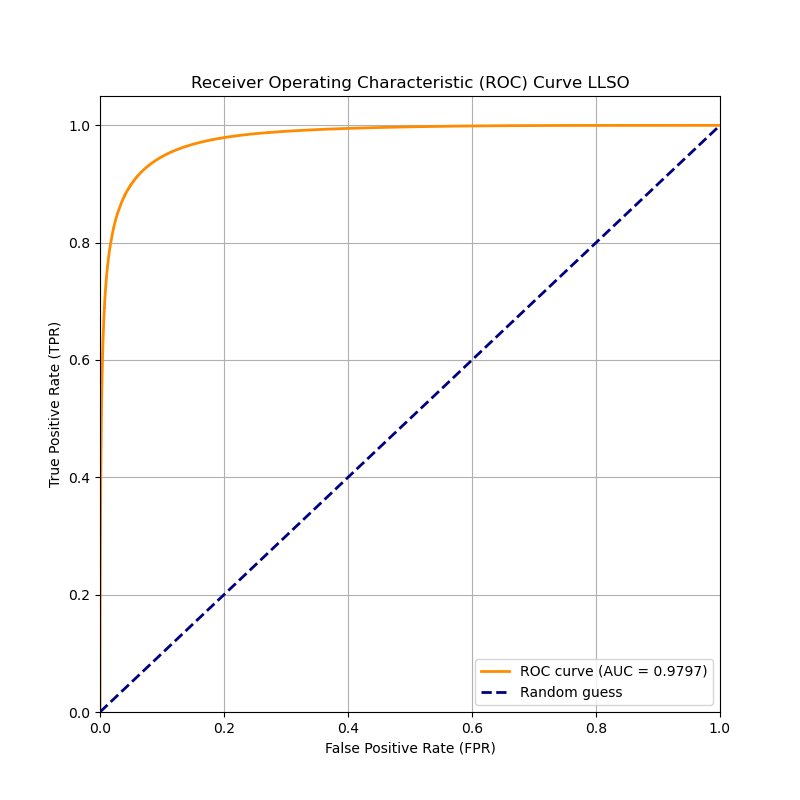 Receiver Operating Characteristic (ROC) Curve LLSO
1.0
0.8
0.6
0.4
0.2
0.0
True Positive Rate (TPR)
ROC curve (AUC = 0.9797)
Random guess
0.0 0.2 0.4 0.6 0.8 1.0
False Positive Rate (FPR)